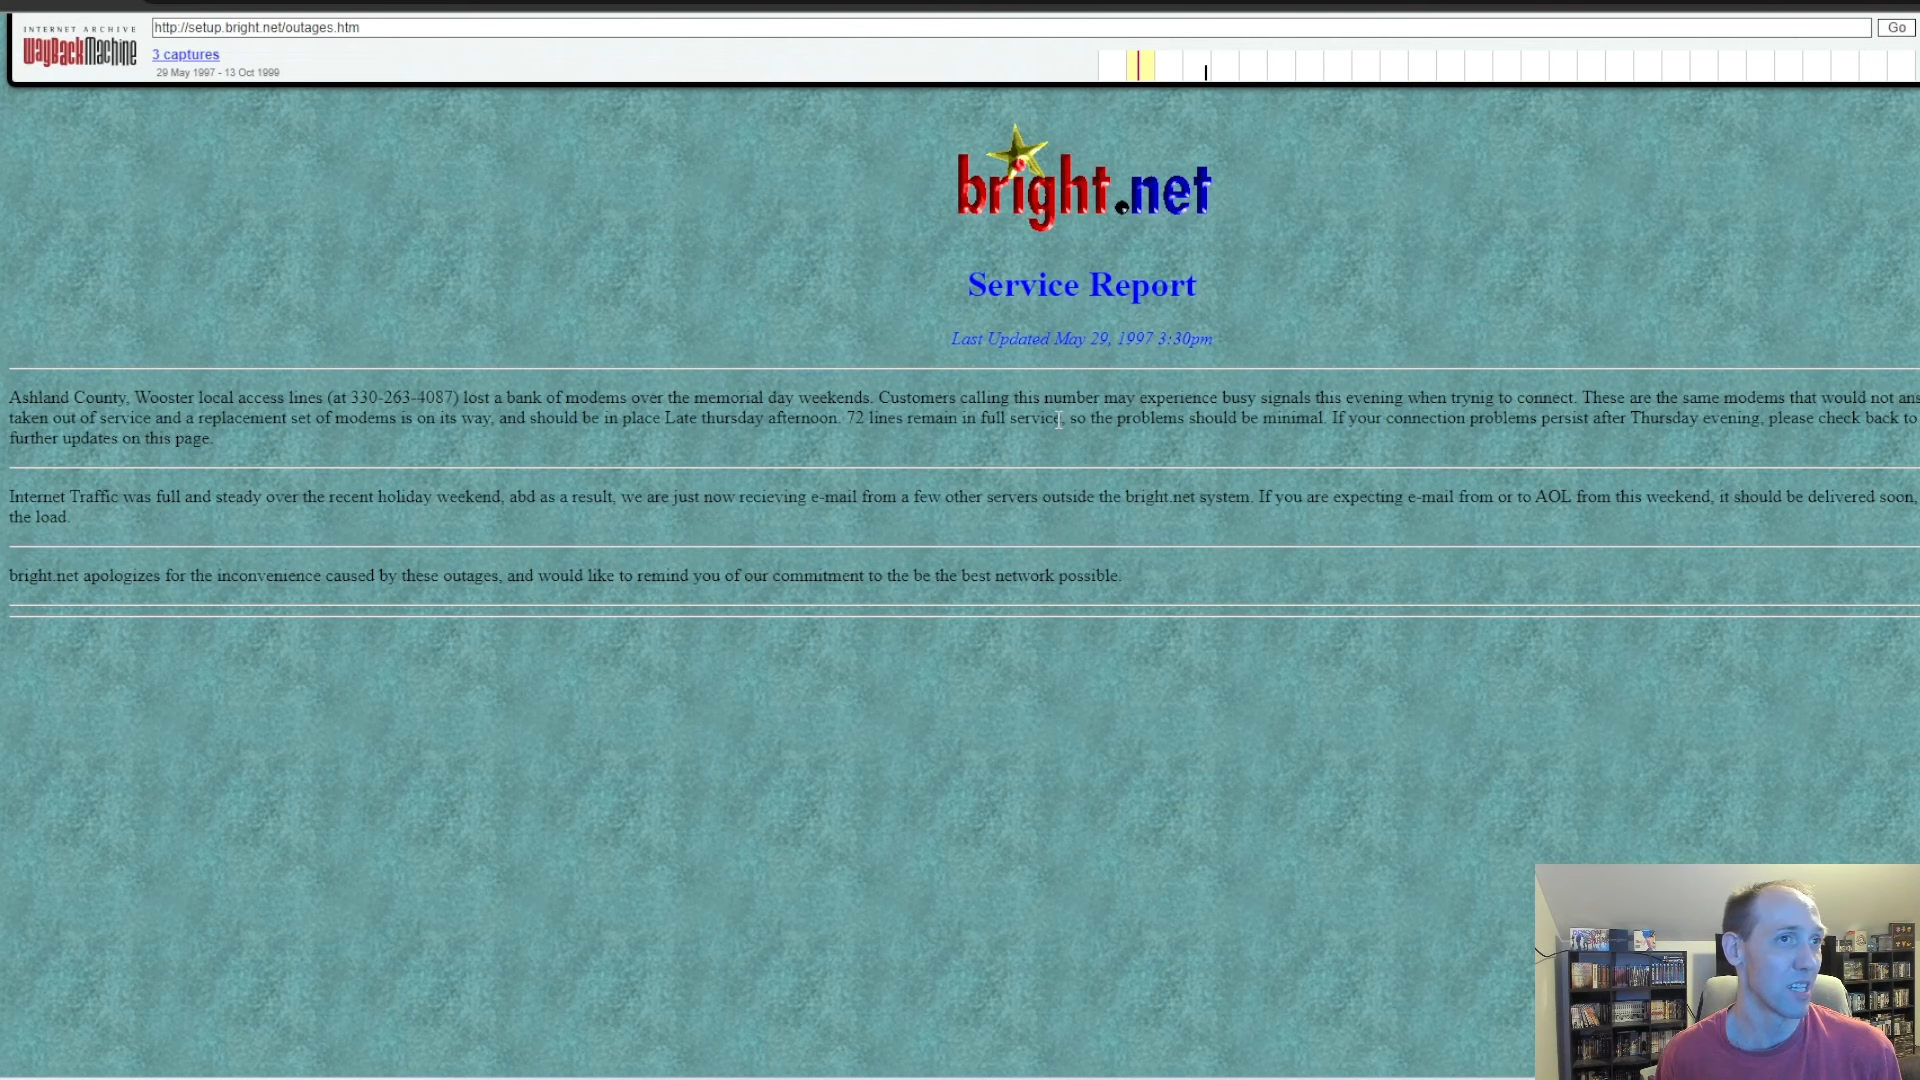 INTERNET ARCHIVE
WayBackMachine
http://setup.bright.net/outages.htm
Go
3 captures
29 May 1997 - 13 Oct 1999
bright.net
Service Report
Last Updated May 29, 1997 3:30pm
Ashland County, Wooster local access lines (at 330-263-4087) lost a bank of modems over the memorial day weekends. Customers calling this number may experience busy signals this evening when trynig to connect. These are the same modems that would not ans
taken out of service and a replacement set of modems is on its way, and should be in place Late thursday afternoon. 72 lines remain in full service, so the problems should be minimal. If your connection problems persist after Thursday evening, please check back to
further updates on this page.
Internet Traffic was full and steady over the recent holiday weekend, abd as a result, we are just now recieving e-mail from a few other servers outside the bright.net system. If you are expecting e-mail from or to AOL from this weekend, it should be delivered soon,
the load.
bright.net apologizes for the inconvenience caused by these outages, and would like to remind you of our commitment to the be the best network possible.